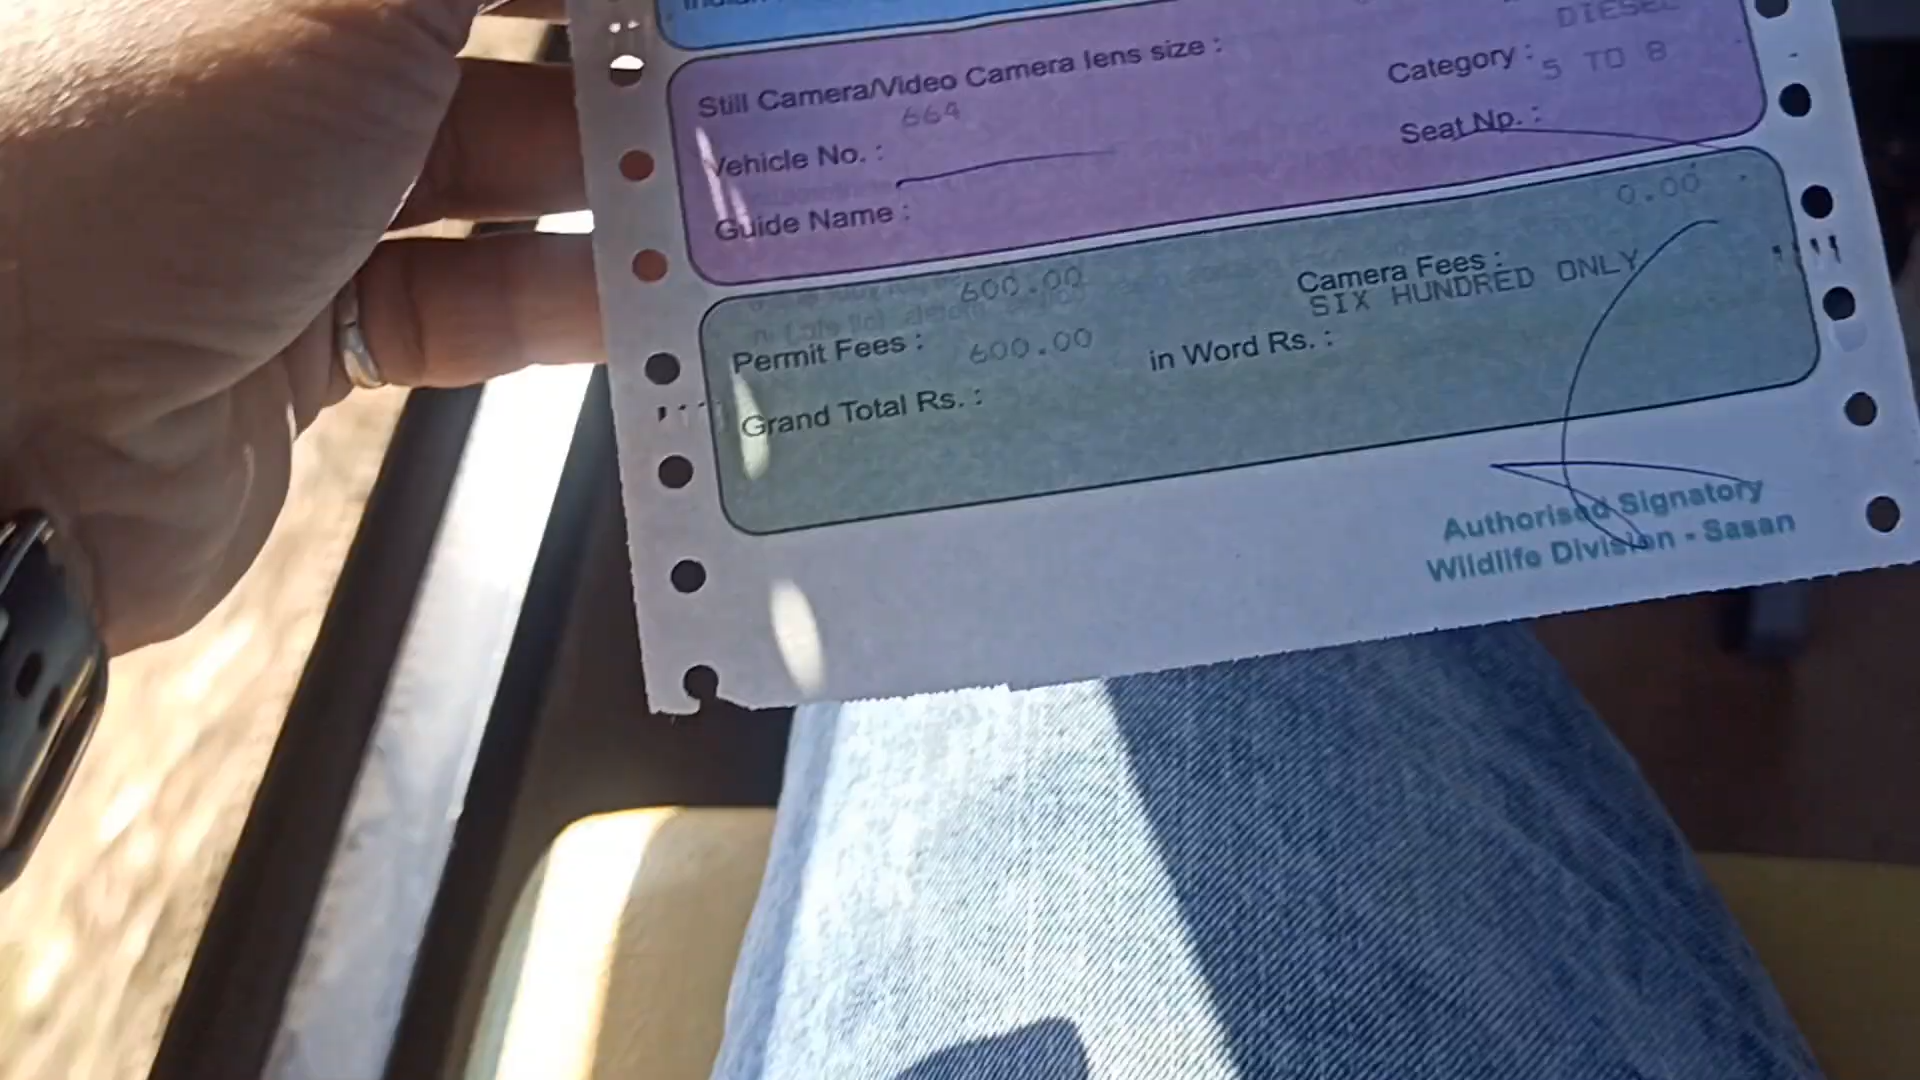 DIESEL
Still Camera/Video Camera lens size :
Category : 5 TO 8
664
Vehicle No. :
Seat No. :
Guide Name :
0.00
600.00
Camera Fees :
SIX HUNDRED ONLY
Permit Fees :
600.00
in Word Rs. :
Grand Total Rs. :
Authorised Signatory
Wildlife Division - Sasan